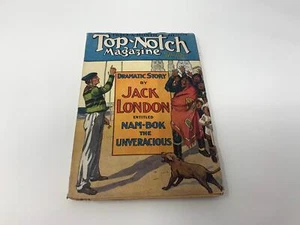 Top-Notch
Magazine
DRAMATIC STORY
BY
JACK
LONDON
ENTITLED
NAM-BOK
THE
UNVERACIOUS